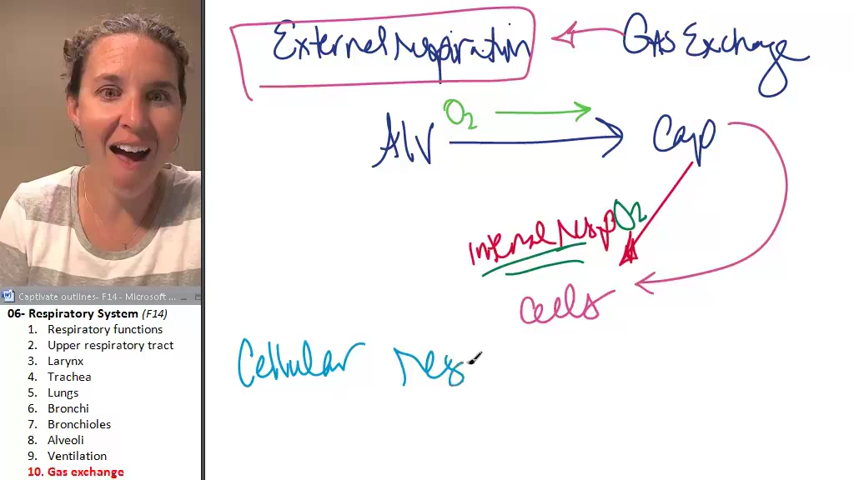 External respiration
Gas Exchange
Alv
O2
Cap
internal resp
O2
cells
Cellular Res
Captivate outlines- F14 - Microsoft ...
06- Respiratory System (F14)
1. Respiratory functions
2. Upper respiratory tract
3. Larynx
4. Trachea
5. Lungs
6. Bronchi
7. Bronchioles
8. Alveoli
9. Ventilation
10. Gas exchange